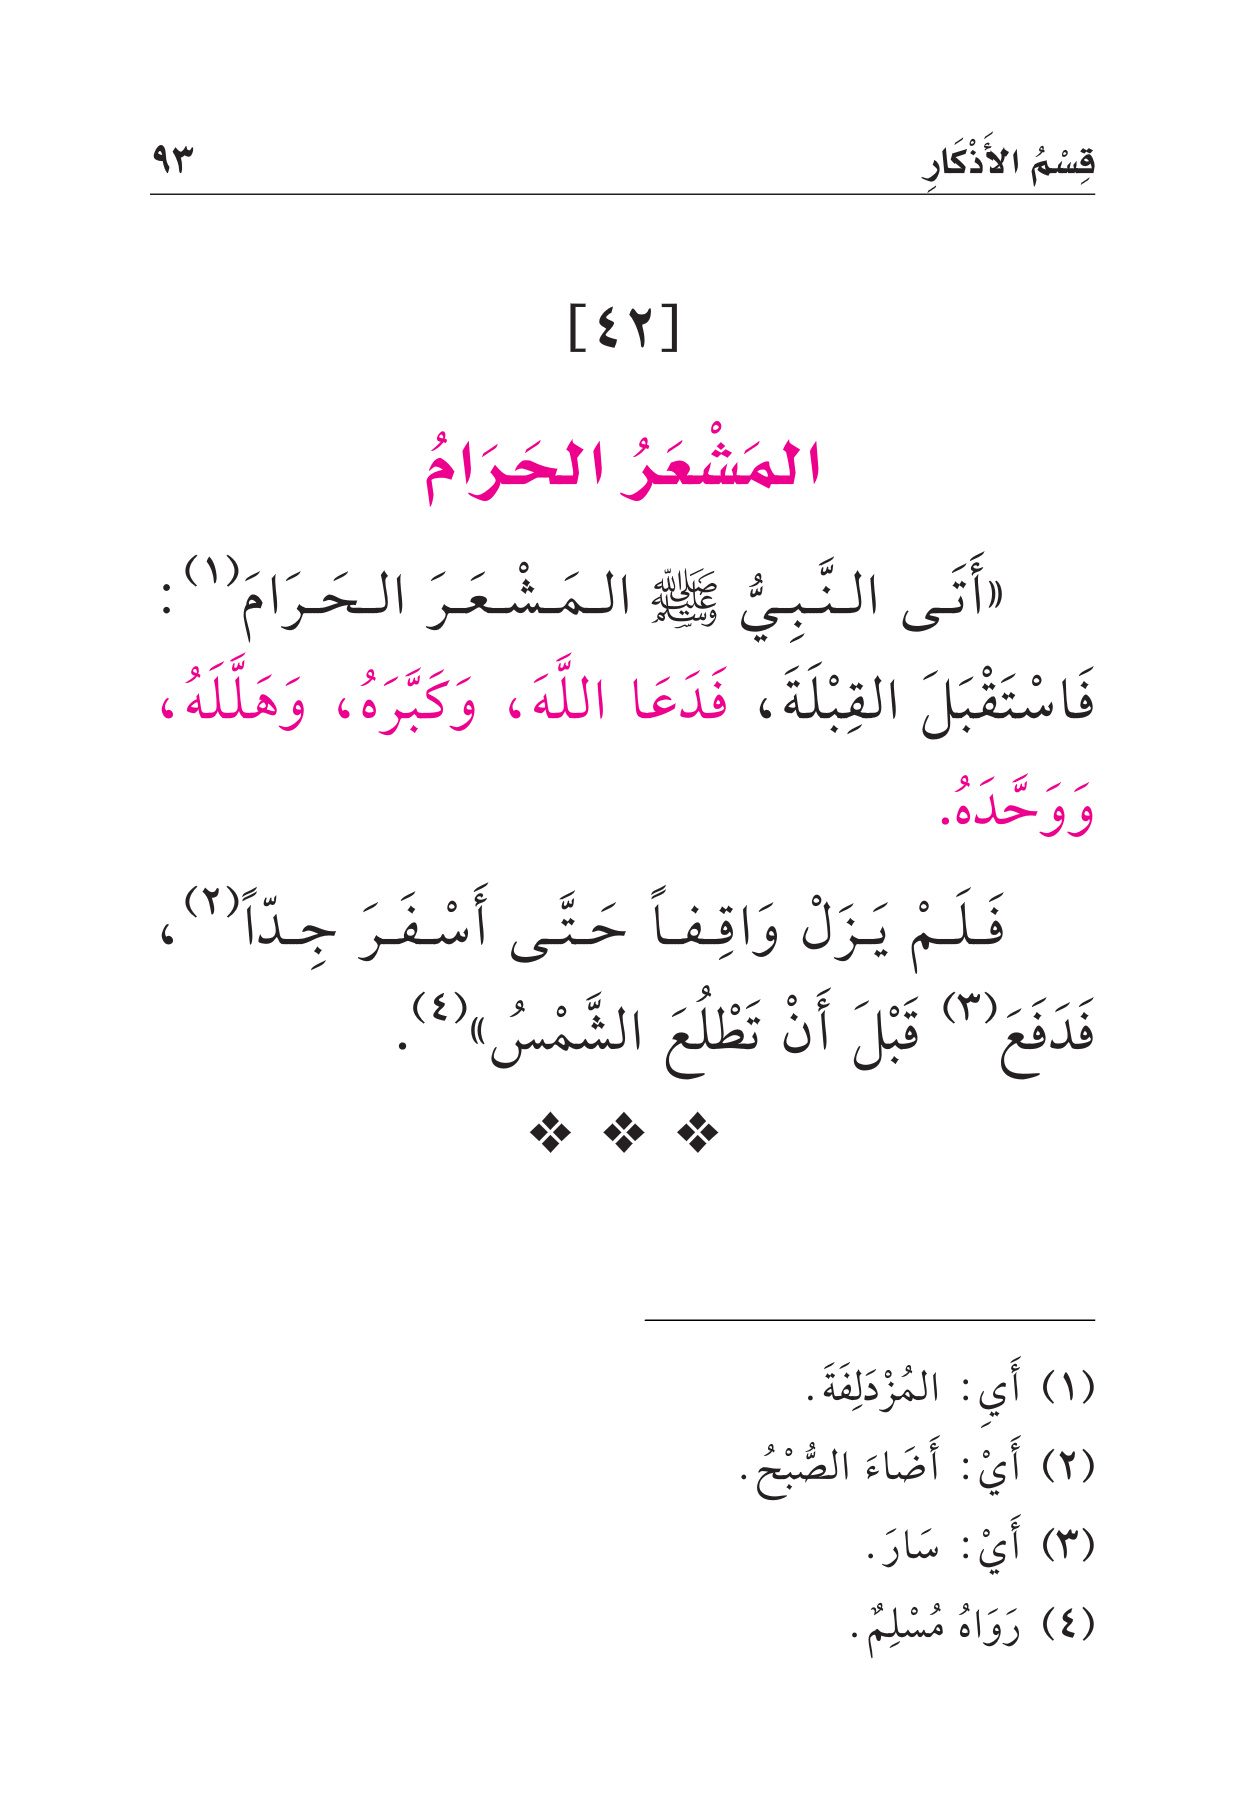 قِسْمُ الأَذْكَارِ ٩٣
[٤٢]
المَشْعَرُ الحَرَامُ
«أَتَى النَّبِيُّ ﷺ المَشْعَرَ الحَرَامَ(١):
فَاسْتَقْبَلَ القِبْلَةَ، فَدَعَا اللَّهَ، وَكَبَّرَهُ، وَهَلَّلَهُ،
وَوَحَّدَهُ.
فَلَمْ يَزَلْ وَاقِفاً حَتَّى أَسْفَرَ جِدّاً(٢)،
فَدَفَعَ(٣) قَبْلَ أَنْ تَطْلُعَ الشَّمْسُ»(٤).
(١) أَيِ: المُزْدَلِفَةَ.
(٢) أَيْ: أَضَاءَ الصُّبْحُ.
(٣) أَيْ: سَارَ.
(٤) رَوَاهُ مُسْلِمٌ.